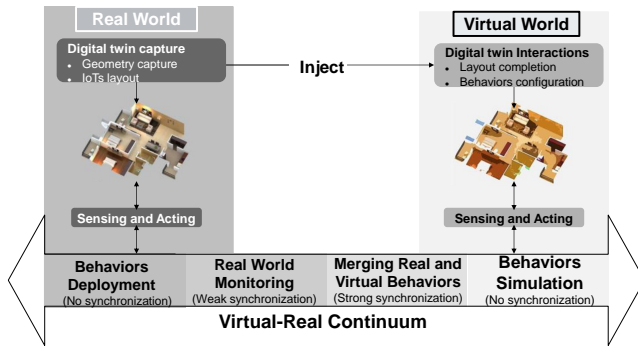 Real World
Digital twin capture
• Geometry capture
• IoTs layout
Inject
Virtual World
Digital twin Interactions
• Layout completion
• Behaviors configuration
Sensing and Acting
Sensing and Acting
Behaviors
Deployment
(No synchronization)
Real World
Monitoring
(Weak synchronization)
Merging Real and
Virtual Behaviors
(Strong synchronization)
Behaviors
Simulation
(No synchronization)
Virtual-Real Continuum